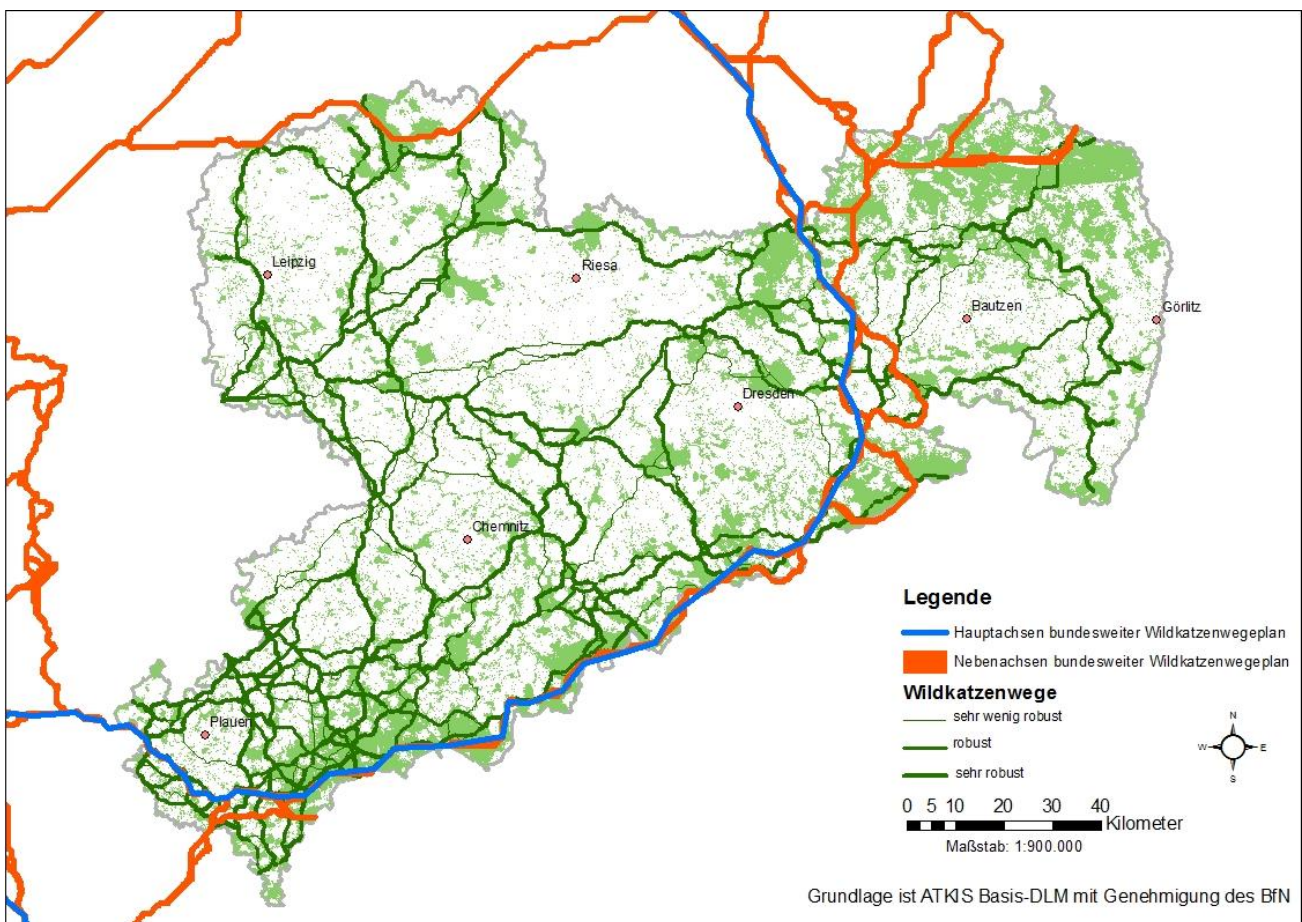 Leipzig
Riesa
Bautzen
Görlitz
Dresden
Chemnitz
Plauen
Legende
Hauptachsen bundesweiter Wildkatzenwegeplan
Nebenachsen bundesweiter Wildkatzenwegeplan
Wildkatzenwege
sehr wenig robust
robust
sehr robust
N
W E
S
0 5 10 20 30 40
Kilometer
Maßstab: 1:900.000
Grundlage ist ATKIS Basis-DLM mit Genehmigung des BfN